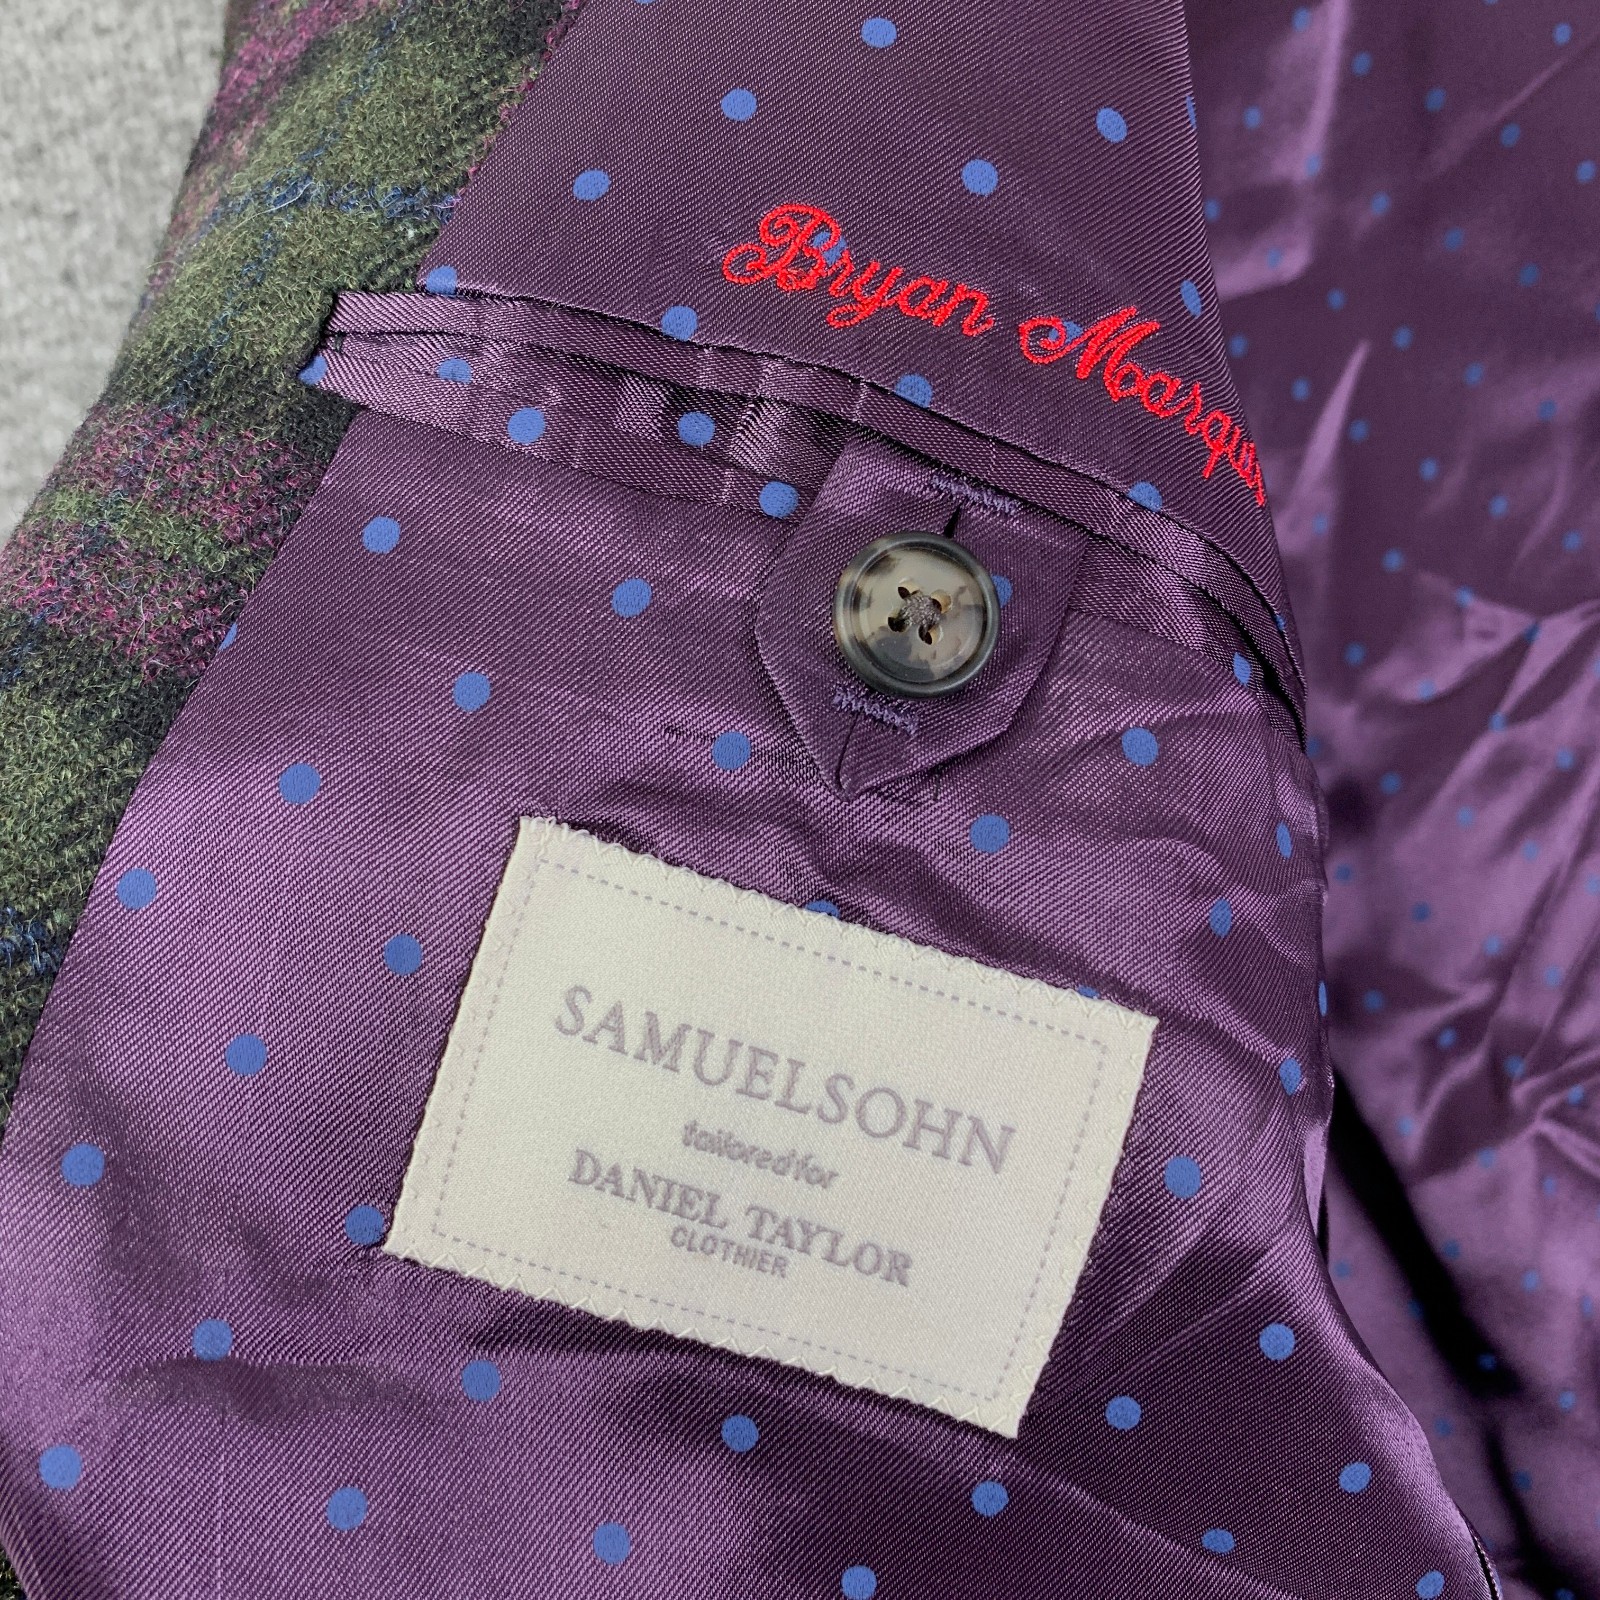 Bryan
SAMUELSOHN
tailored for
DANIEL TAYLOR
CLOTHIER